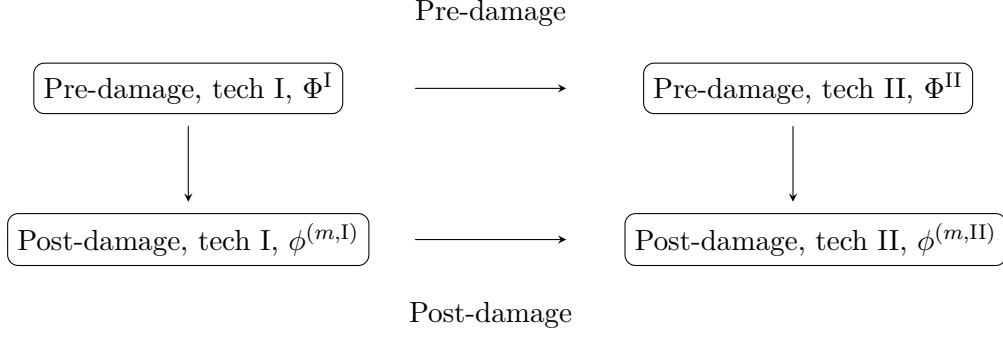 Pre-damage
Pre-damage, tech I, Φ^I
Pre-damage, tech II, Φ^II
Post-damage, tech I, ϕ^(m,I)
Post-damage, tech II, ϕ^(m,II)
Post-damage